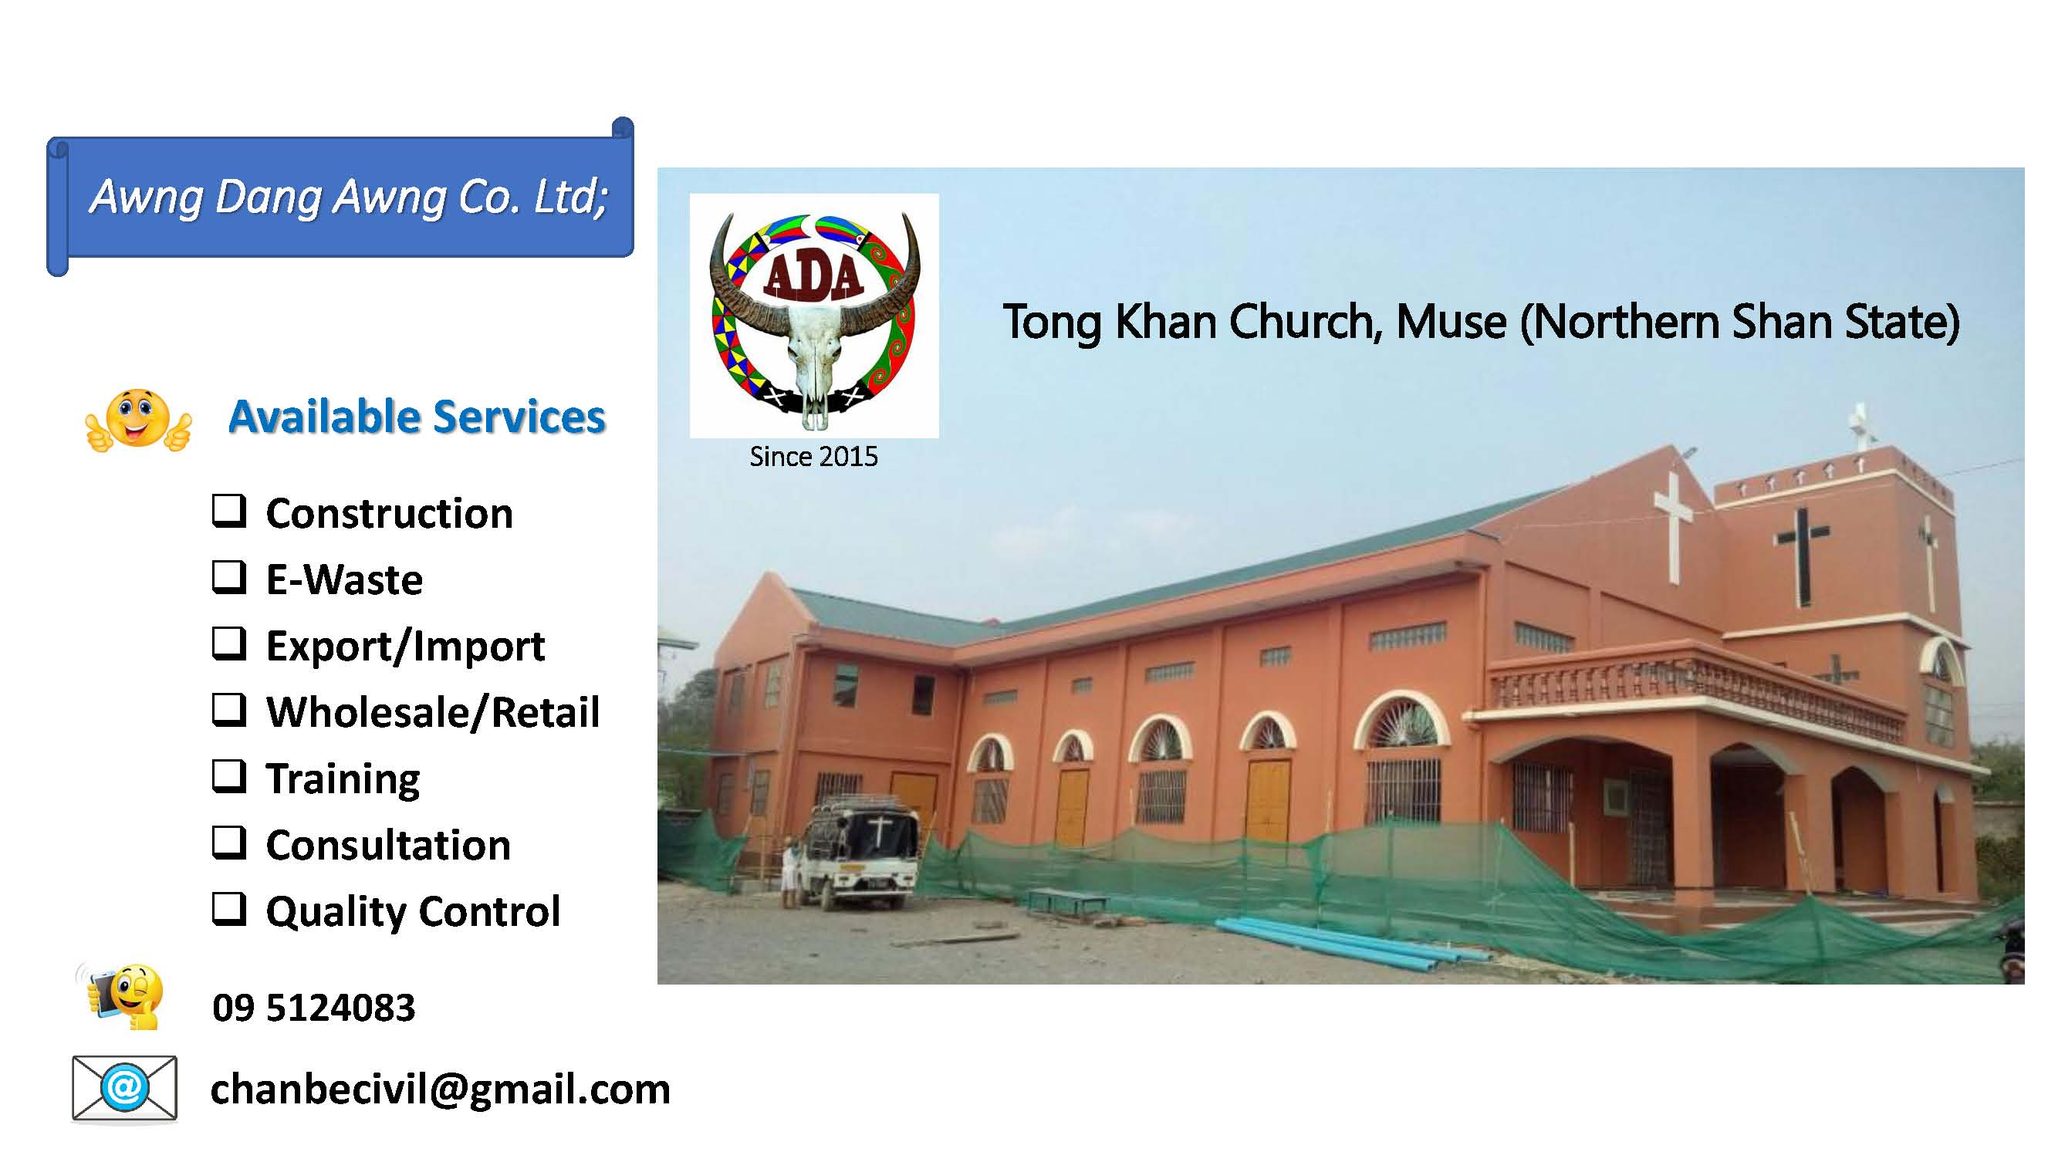 Awng Dang Awng Co. Ltd;
ADA
Since 2015
Tong Khan Church, Muse (Northern Shan State)
Available Services
Construction
E-Waste
Export/Import
Wholesale/Retail
Training
Consultation
Quality Control
09 5124083
chanbecivil@gmail.com